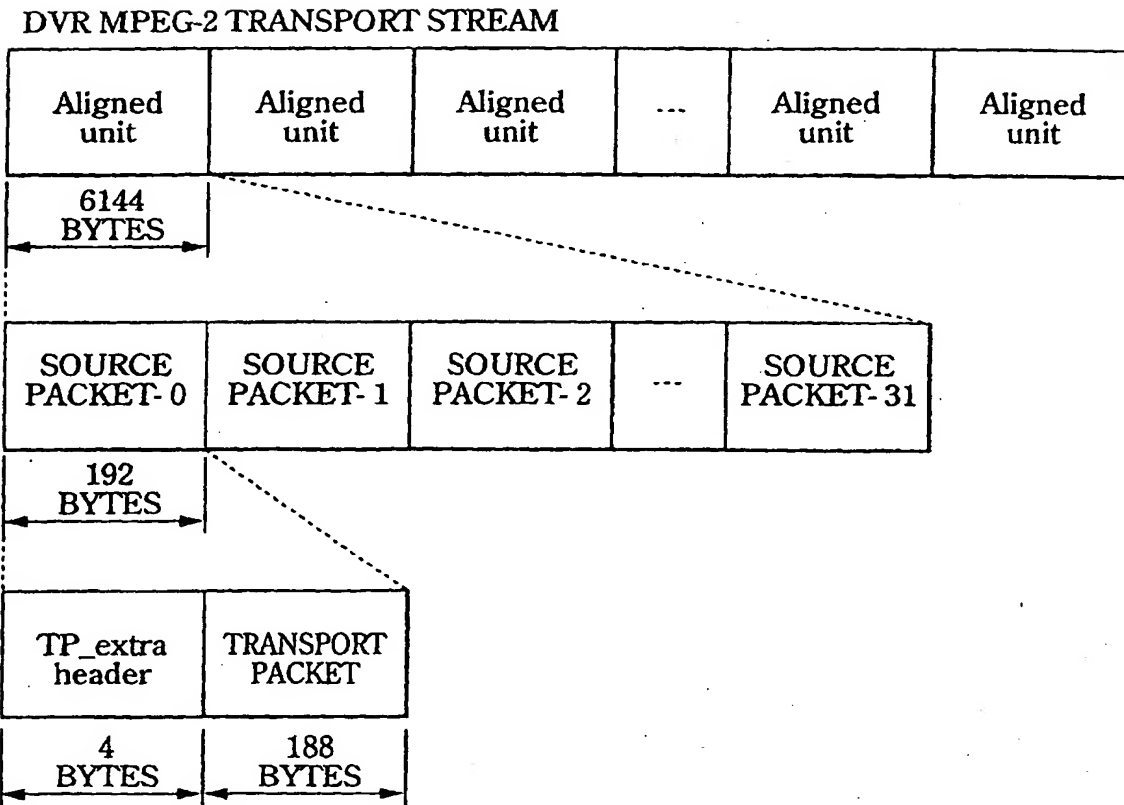 DVR MPEG-2 TRANSPORT STREAM
Aligned unit
Aligned unit
Aligned unit
---
Aligned unit
Aligned unit
6144
BYTES
SOURCE PACKET-0
SOURCE PACKET-1
SOURCE PACKET-2
---
SOURCE PACKET-31
192
BYTES
TP_extra header
TRANSPORT PACKET
4
BYTES
188
BYTES